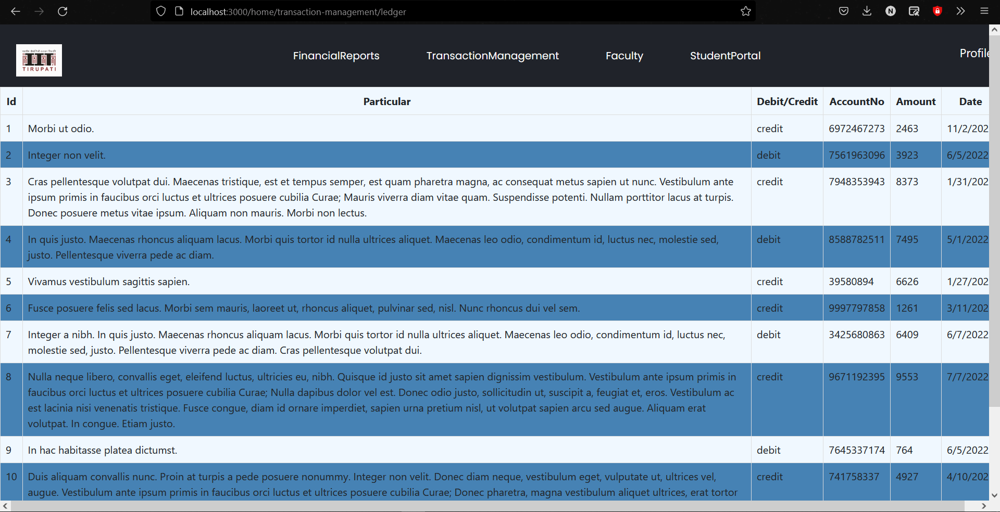 localhost:3000/home/transaction-management/ledger
N
TIRUPATI
FinancialReports TransactionManagement Faculty StudentPortal Profile
Id Particular Debit/Credit AccountNo Amount Date
1 Morbi ut odio. credit 6972467273 2463 11/2/202
2 Integer non velit. debit 7561963096 3923 6/5/2022
3 Cras pellentesque volutpat dui. Maecenas tristique, est et tempus semper, est quam pharetra magna, ac consequat metus sapien ut nunc. Vestibulum ante credit 7948353943 8373 1/31/202
ipsum primis in faucibus orci luctus et ultrices posuere cubilia Curae; Mauris viverra diam vitae quam. Suspendisse potenti. Nullam porttitor lacus at turpis.
Donec posuere metus vitae ipsum. Aliquam non mauris. Morbi non lectus.
4 In quis justo. Maecenas rhoncus aliquam lacus. Morbi quis tortor id nulla ultrices aliquet. Maecenas leo odio, condimentum id, luctus nec, molestie sed, debit 8588782511 7495 5/1/2022
justo. Pellentesque viverra pede ac diam.
5 Vivamus vestibulum sagittis sapien. credit 39580894 6626 1/27/202
6 Fusce posuere felis sed lacus. Morbi sem mauris, laoreet ut, rhoncus aliquet, pulvinar sed, nisl. Nunc rhoncus dui vel sem. credit 9997797858 1261 3/11/202
7 Integer a nibh. In quis justo. Maecenas rhoncus aliquam lacus. Morbi quis tortor id nulla ultrices aliquet. Maecenas leo odio, condimentum id, luctus nec, debit 3425680863 6409 6/7/2022
molestie sed, justo. Pellentesque viverra pede ac diam. Cras pellentesque volutpat dui.
8 Nulla neque libero, convallis eget, eleifend luctus, ultricies eu, nibh. Quisque id justo sit amet sapien dignissim vestibulum. Vestibulum ante ipsum primis in credit 9671192395 9553 7/7/2022
faucibus orci luctus et ultrices posuere cubilia Curae; Nulla dapibus dolor vel est. Donec odio justo, sollicitudin ut, suscipit a, feugiat et, eros. Vestibulum ac
est lacinia nisi venenatis tristique. Fusce congue, diam id ornare imperdiet, sapien urna pretium nisl, ut volutpat sapien arcu sed augue. Aliquam erat
volutpat. In congue. Etiam justo.
9 In hac habitasse platea dictumst. debit 7645337174 764 6/5/2022
10 Duis aliquam convallis nunc. Proin at turpis a pede posuere nonummy. Integer non velit. Donec diam neque, vestibulum eget, vulputate ut, ultrices vel, credit 741758337 4927 4/10/202
augue. Vestibulum ante ipsum primis in faucibus orci luctus et ultrices posuere cubilia Curae; Donec pharetra, magna vestibulum aliquet ultrices, erat tortor